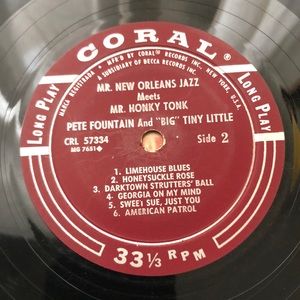 CORAL®
MARCA REGISTRADA • MF'D BY CORAL® RECORDS INC., NEW YORK, U.S.A.
A SUBSIDIARY OF DECCA RECORDS INC.
LONG PLAY
LONG PLAY
MR. NEW ORLEANS JAZZ
Meets
MR. HONKY TONK
PETE FOUNTAIN And "BIG" TINY LITTLE
CRL 57334
MG 7651◆
Side 2
1. LIMEHOUSE BLUES
2. HONEYSUCKLE ROSE
3. DARKTOWN STRUTTERS' BALL
4. GEORGIA ON MY MIND
5. SWEET SUE, JUST YOU
6. AMERICAN PATROL
33⅓ RPM